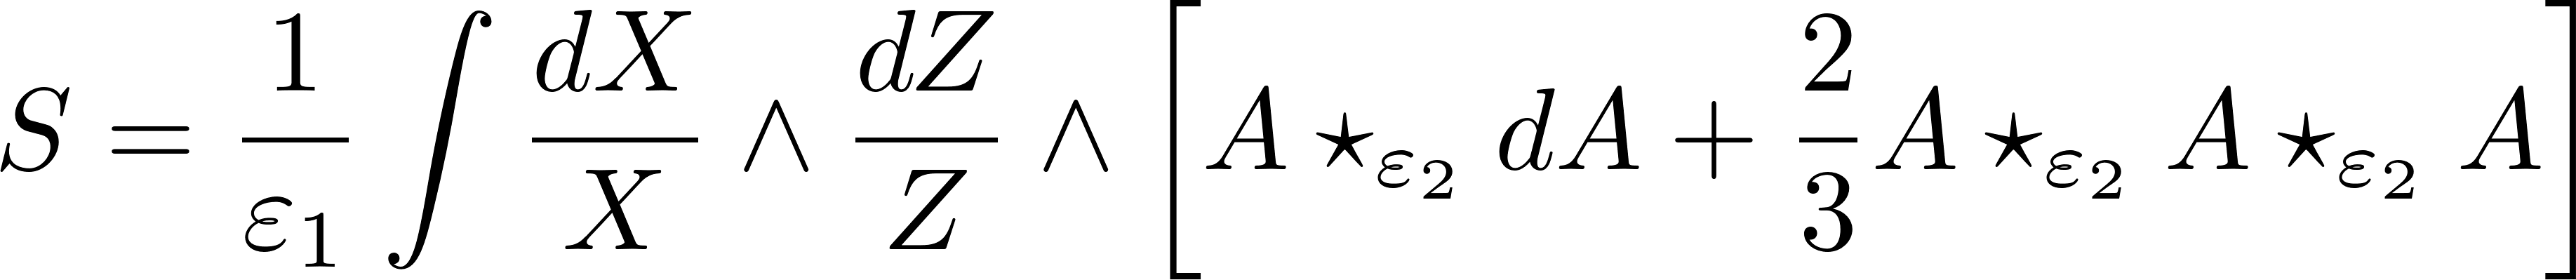 S = \frac{1}{\varepsilon_1} \int \frac{dX}{X} \wedge \frac{dZ}{Z} \wedge \left[ A \star_{\varepsilon_2} dA + \frac{2}{3} A \star_{\varepsilon_2} A \star_{\varepsilon_2} A \right]